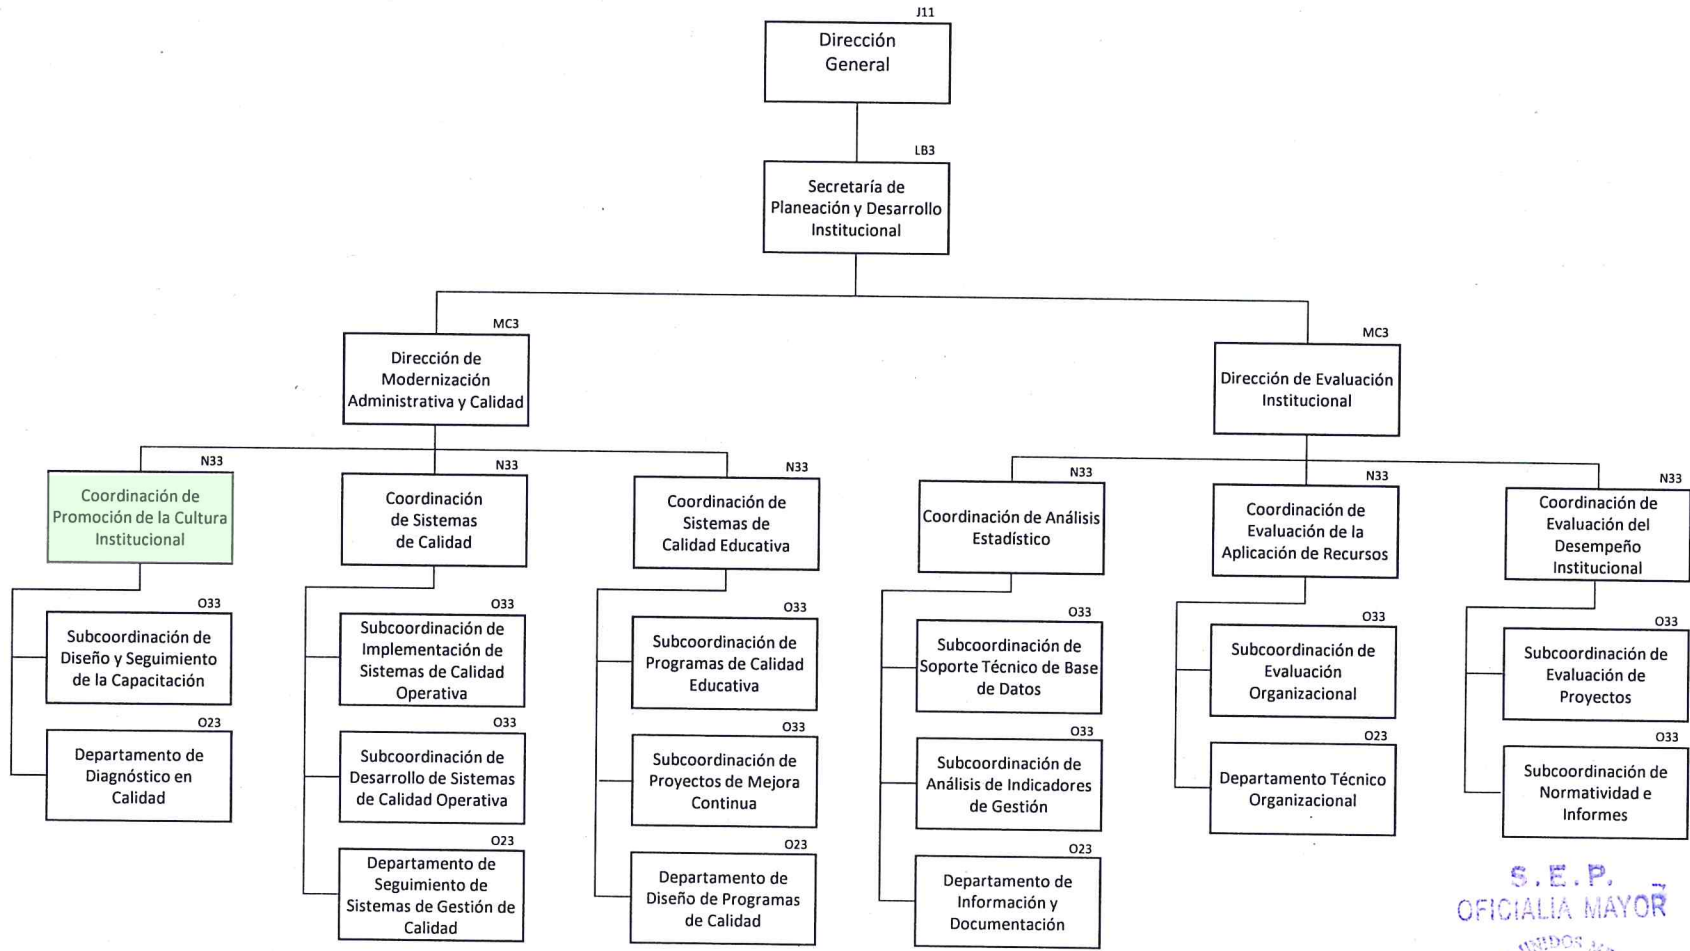 J11
Dirección
General
LB3
Secretaría de
Planeación y Desarrollo
Institucional
MC3
Dirección de
Modernización
Administrativa y Calidad
MC3
Dirección de Evaluación
Institucional
N33
Coordinación de
Promoción de la Cultura
Institucional
N33
Coordinación
de Sistemas
de Calidad
N33
Coordinación de
Sistemas de
Calidad Educativa
N33
Coordinación de Análisis
Estadístico
N33
Coordinación de
Evaluación de la
Aplicación de Recursos
N33
Coordinación de
Evaluación del
Desempeño
Institucional
O33
Subcoordinación de
Diseño y Seguimiento
de la Capacitación
O23
Departamento de
Diagnóstico en
Calidad
O33
Subcoordinación de
Implementación de
Sistemas de Calidad
Operativa
O33
Subcoordinación de
Desarrollo de Sistemas
de Calidad Operativa
O23
Departamento de
Seguimiento de
Sistemas de Gestión de
Calidad
O33
Subcoordinación de
Programas de Calidad
Educativa
O33
Subcoordinación de
Proyectos de Mejora
Continua
O23
Departamento de
Diseño de Programas
de Calidad
O33
Subcoordinación de
Soporte Técnico de Base
de Datos
O33
Subcoordinación de
Análisis de Indicadores
de Gestión
O23
Departamento de
Información y
Documentación
O33
Subcoordinación de
Evaluación
Organizacional
O23
Departamento Técnico
Organizacional
O33
Subcoordinación de
Evaluación de
Proyectos
O33
Subcoordinación de
Normatividad e
Informes
S.E.P.
OFICIALIA MAYOR